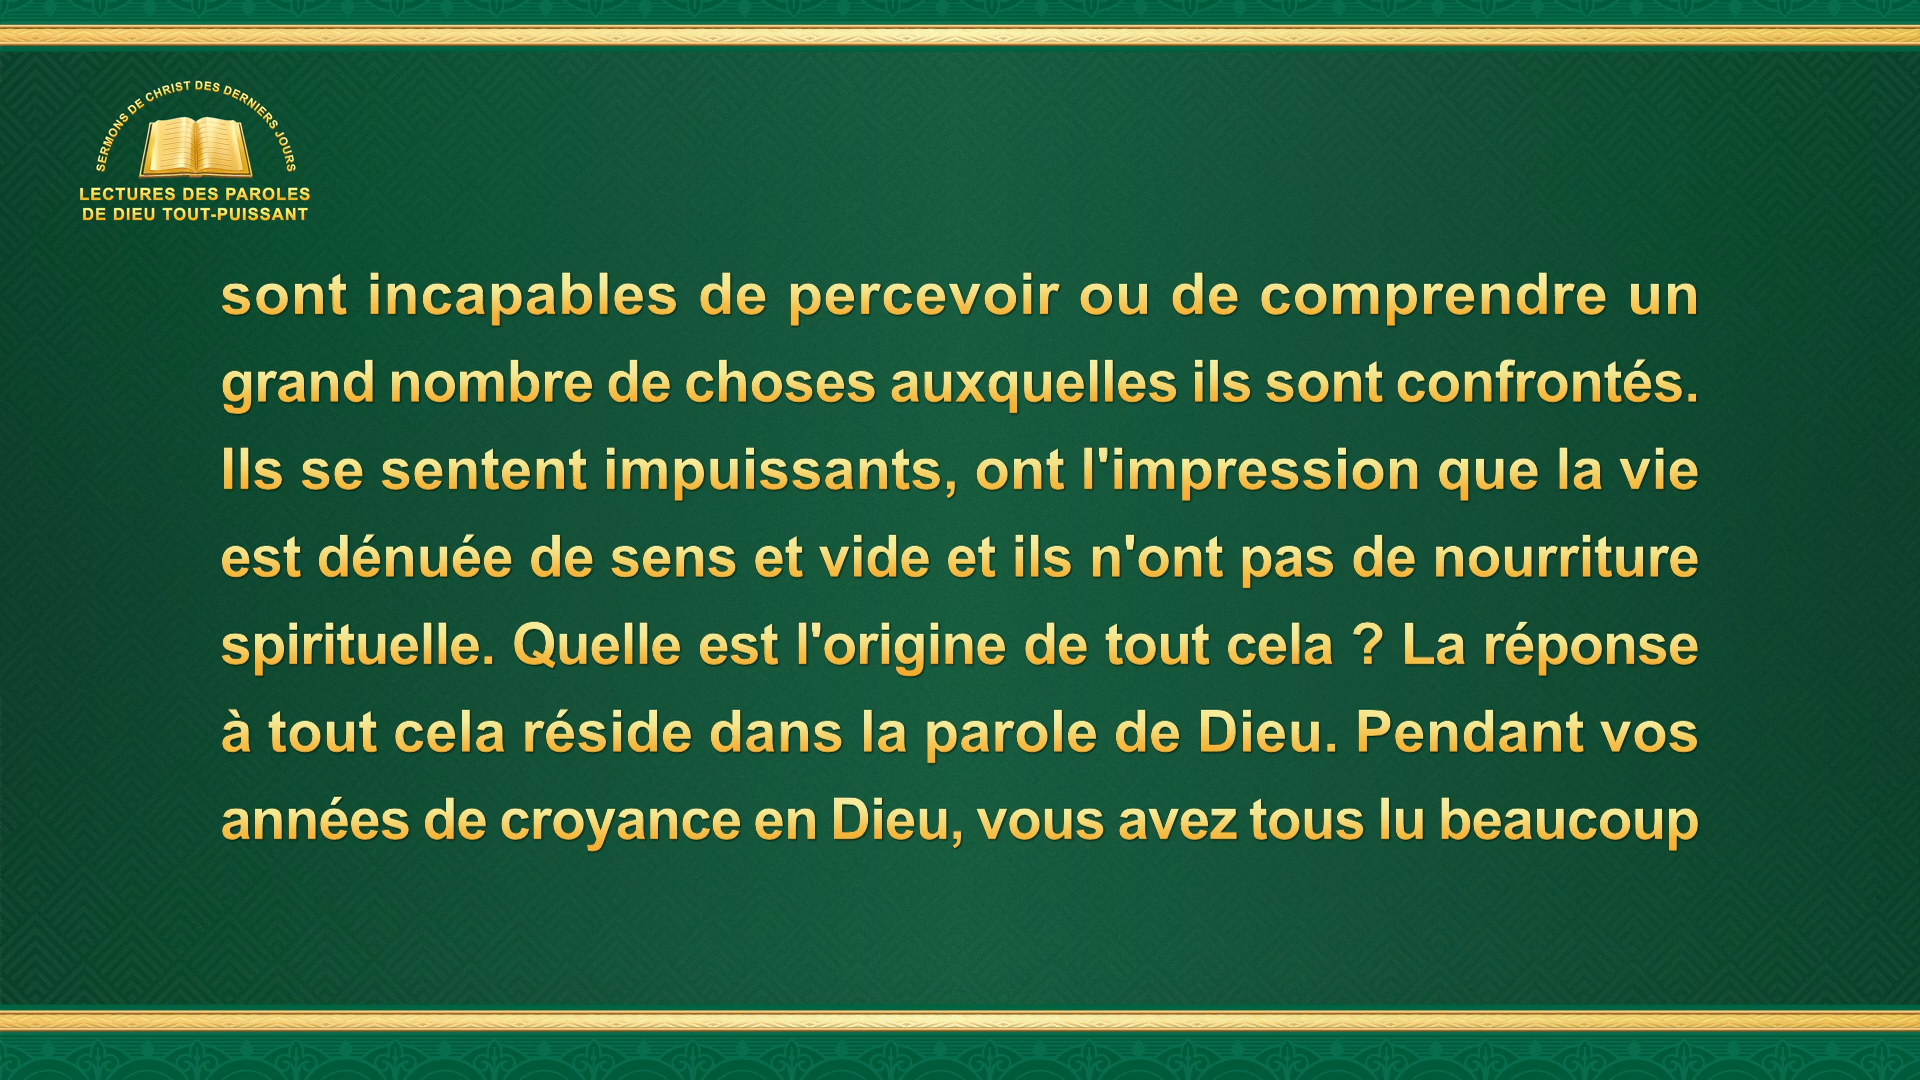 SERMONS DE CHRIST DES DERNIERS JOURS
LECTURES DES PAROLES
DE DIEU TOUT-PUISSANT
sont incapables de percevoir ou de comprendre un
grand nombre de choses auxquelles ils sont confrontés.
Ils se sentent impuissants, ont l'impression que la vie
est dénuée de sens et vide et ils n'ont pas de nourriture
spirituelle. Quelle est l'origine de tout cela ? La réponse
à tout cela réside dans la parole de Dieu. Pendant vos
années de croyance en Dieu, vous avez tous lu beaucoup